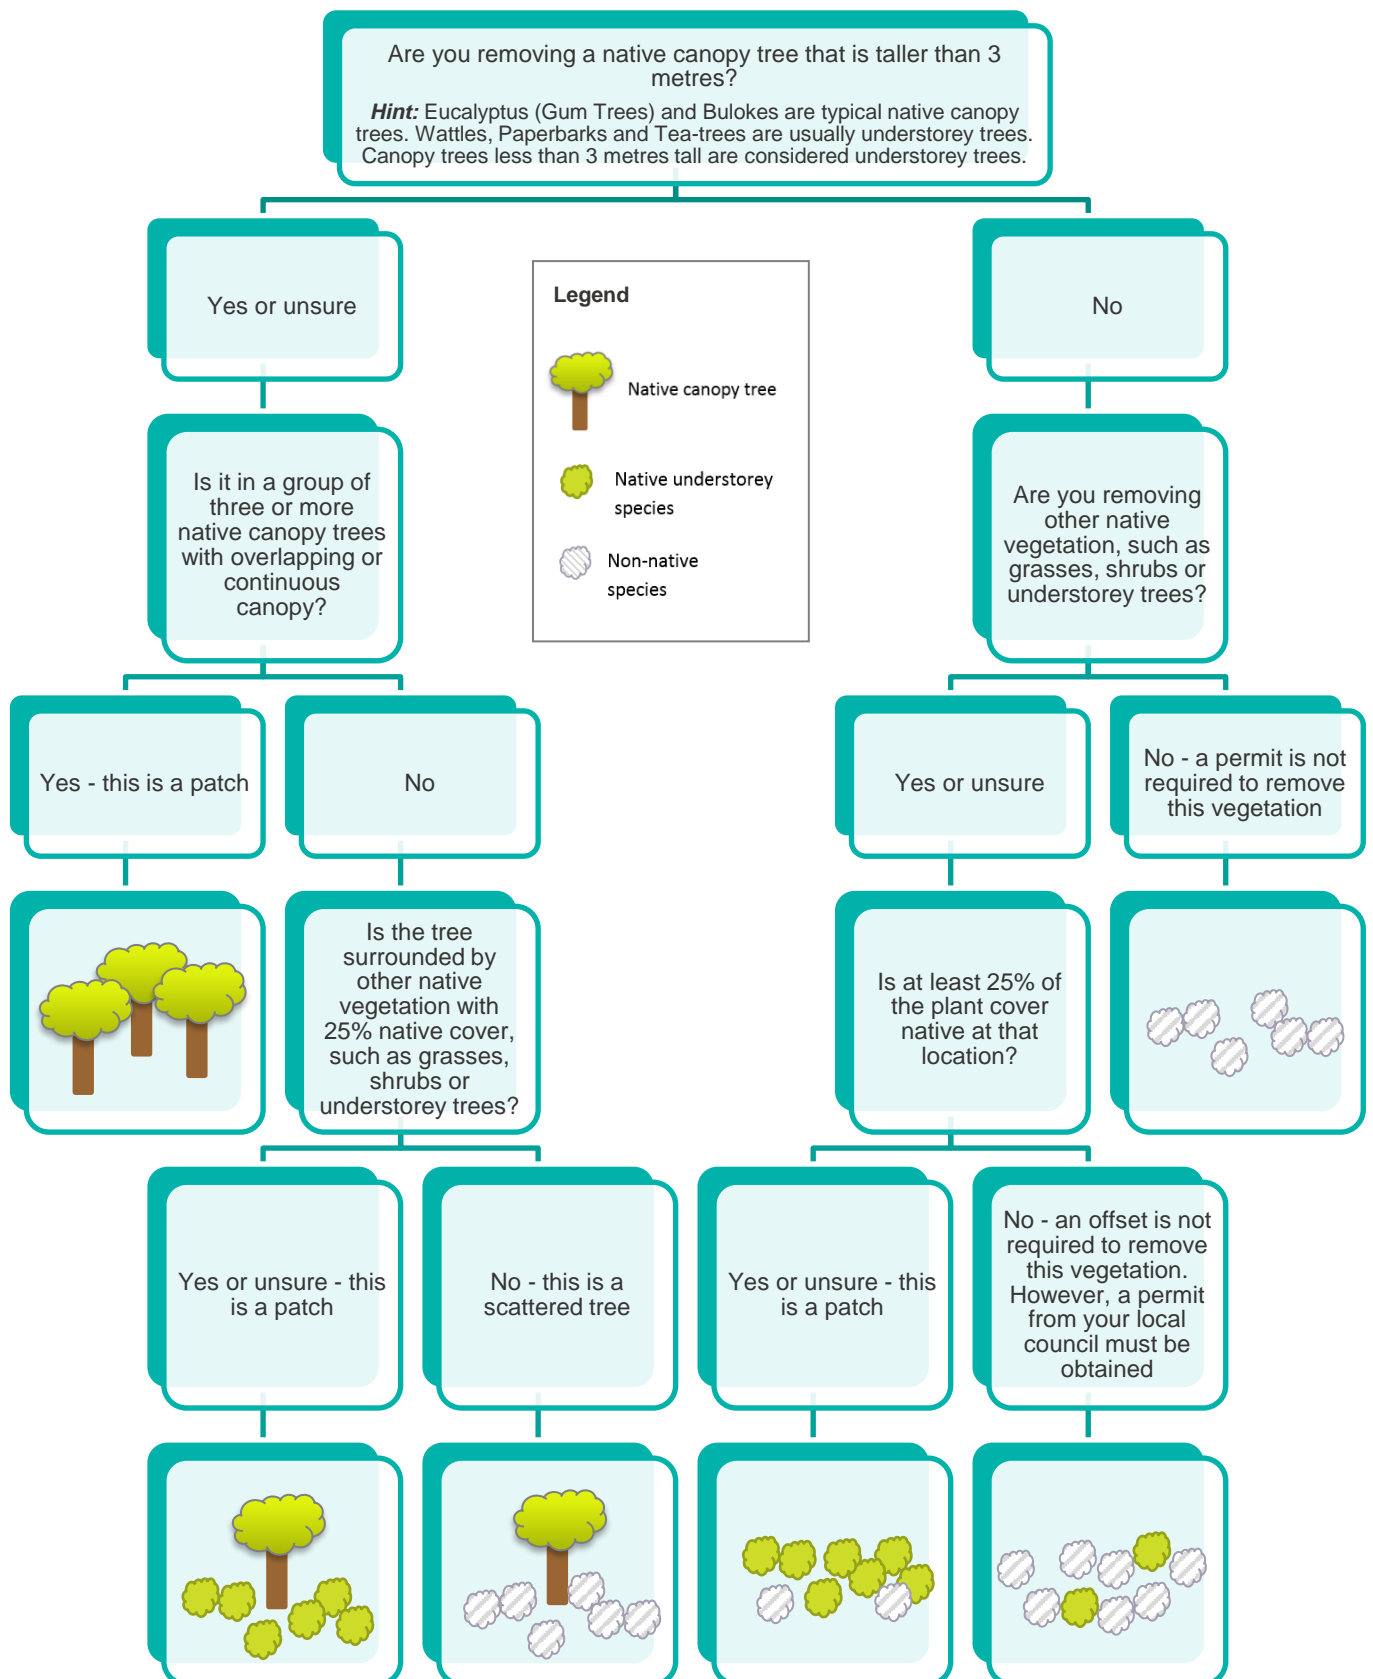 Are you removing a native canopy tree that is taller than 3
metres?
Hint: Eucalyptus (Gum Trees) and Bulokes are typical native canopy
trees. Wattles, Paperbarks and Tea-trees are usually understorey trees.
Canopy trees less than 3 metres tall are considered understorey trees.
Yes or unsure
No
Legend
Native canopy tree
Native understorey
species
Non-native
species
Is it in a group of
three or more
native canopy trees
with overlapping or
continuous
canopy?
Are you removing
other native
vegetation, such as
grasses, shrubs or
understorey trees?
Yes - this is a patch
No
Yes or unsure
No - a permit is not
required to remove
this vegetation
Is the tree
surrounded by
other native
vegetation with
25% native cover,
such as grasses,
shrubs or
understorey trees?
Is at least 25% of
the plant cover
native at that
location?
Yes or unsure - this
is a patch
No - this is a
scattered tree
Yes or unsure - this
is a patch
No - an offset is not
required to remove
this vegetation.
However, a permit
from your local
council must be
obtained